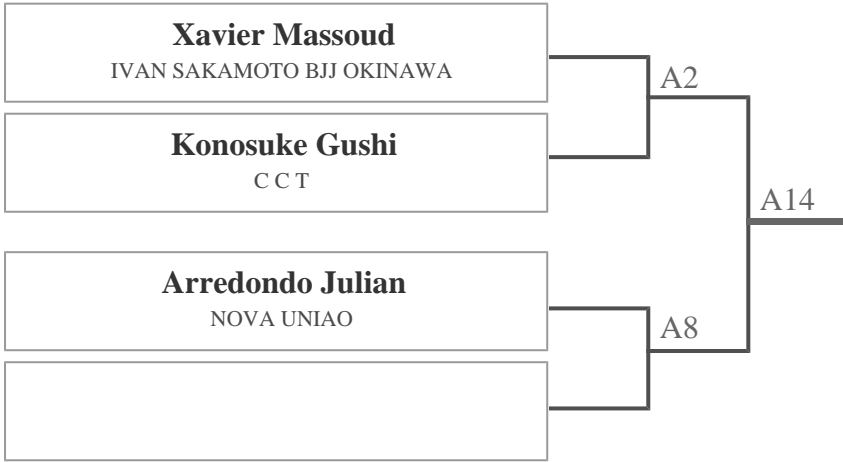 Xavier Massoud
IVAN SAKAMOTO BJJ OKINAWA
A2
Konosuke Gushi
C C T
A14
Arredondo Julian
NOVA UNIAO
A8